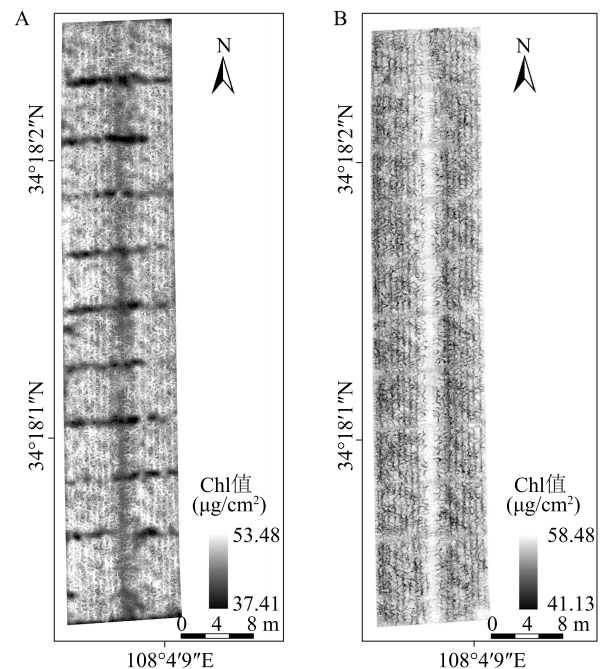 A
N
34°18′2″N
34°18′1″N
Chl值
(μg/cm²)
53.48
37.41
0 4 8 m
108°4′9″E
B
N
34°18′2″N
34°18′1″N
Chl值
(μg/cm²)
58.48
41.13
0 4 8 m
108°4′9″E